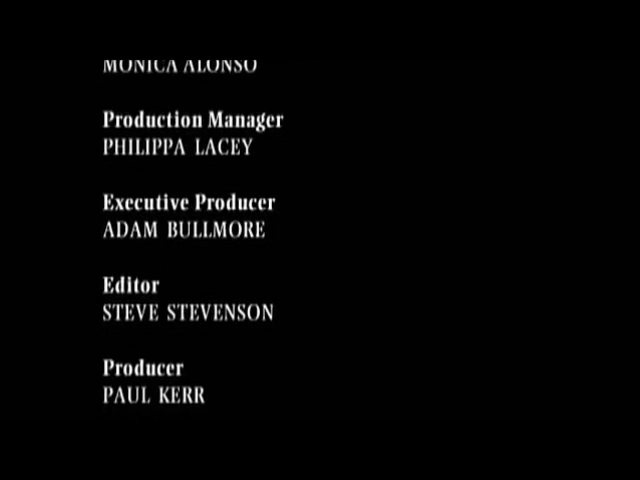 MONICA ALONSO
Production Manager
PHILIPPA LACEY
Executive Producer
ADAM BULLMORE
Editor
STEVE STEVENSON
Producer
PAUL KERR